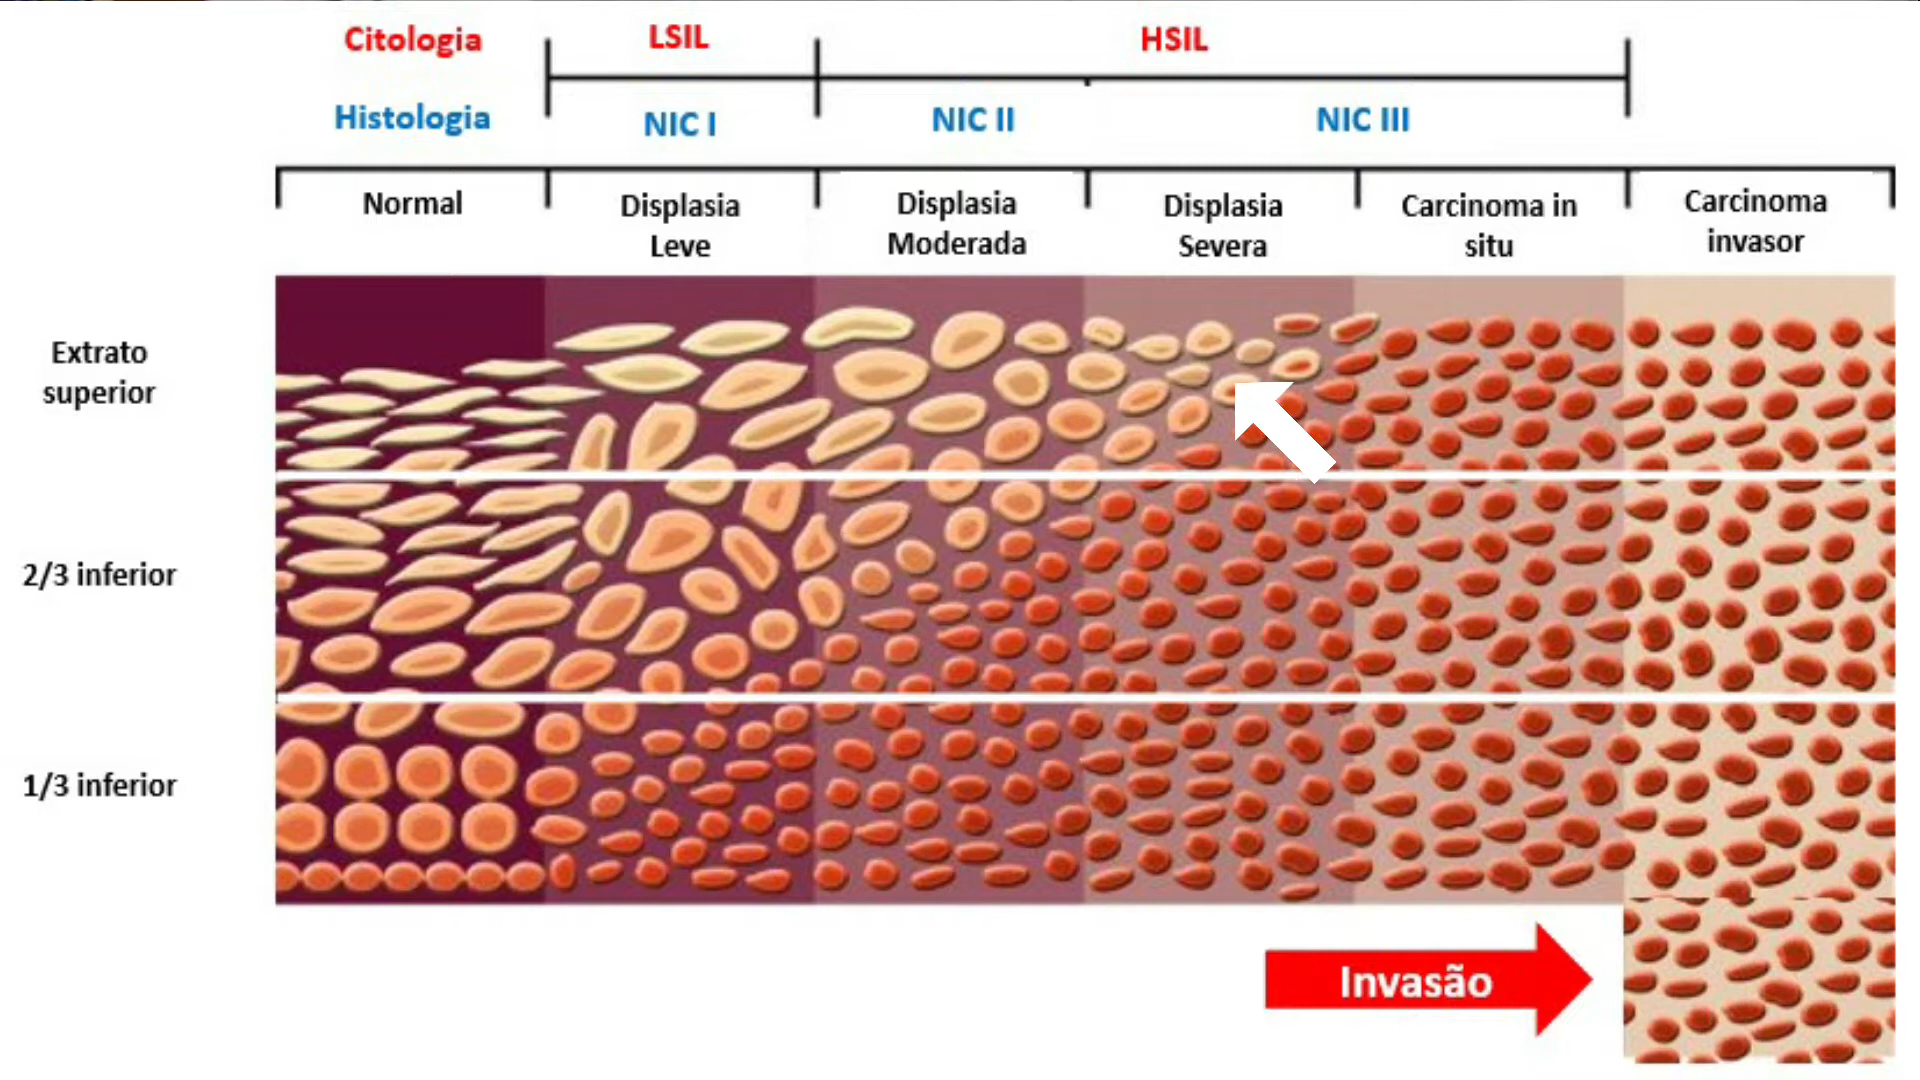 Citologia
LSIL
HSIL
Histologia
NIC I
NIC II
NIC III
Normal
Displasia
Leve
Displasia
Moderada
Displasia
Severa
Carcinoma in
situ
Carcinoma
invasor
Extrato
superior
2/3 inferior
1/3 inferior
Invasão